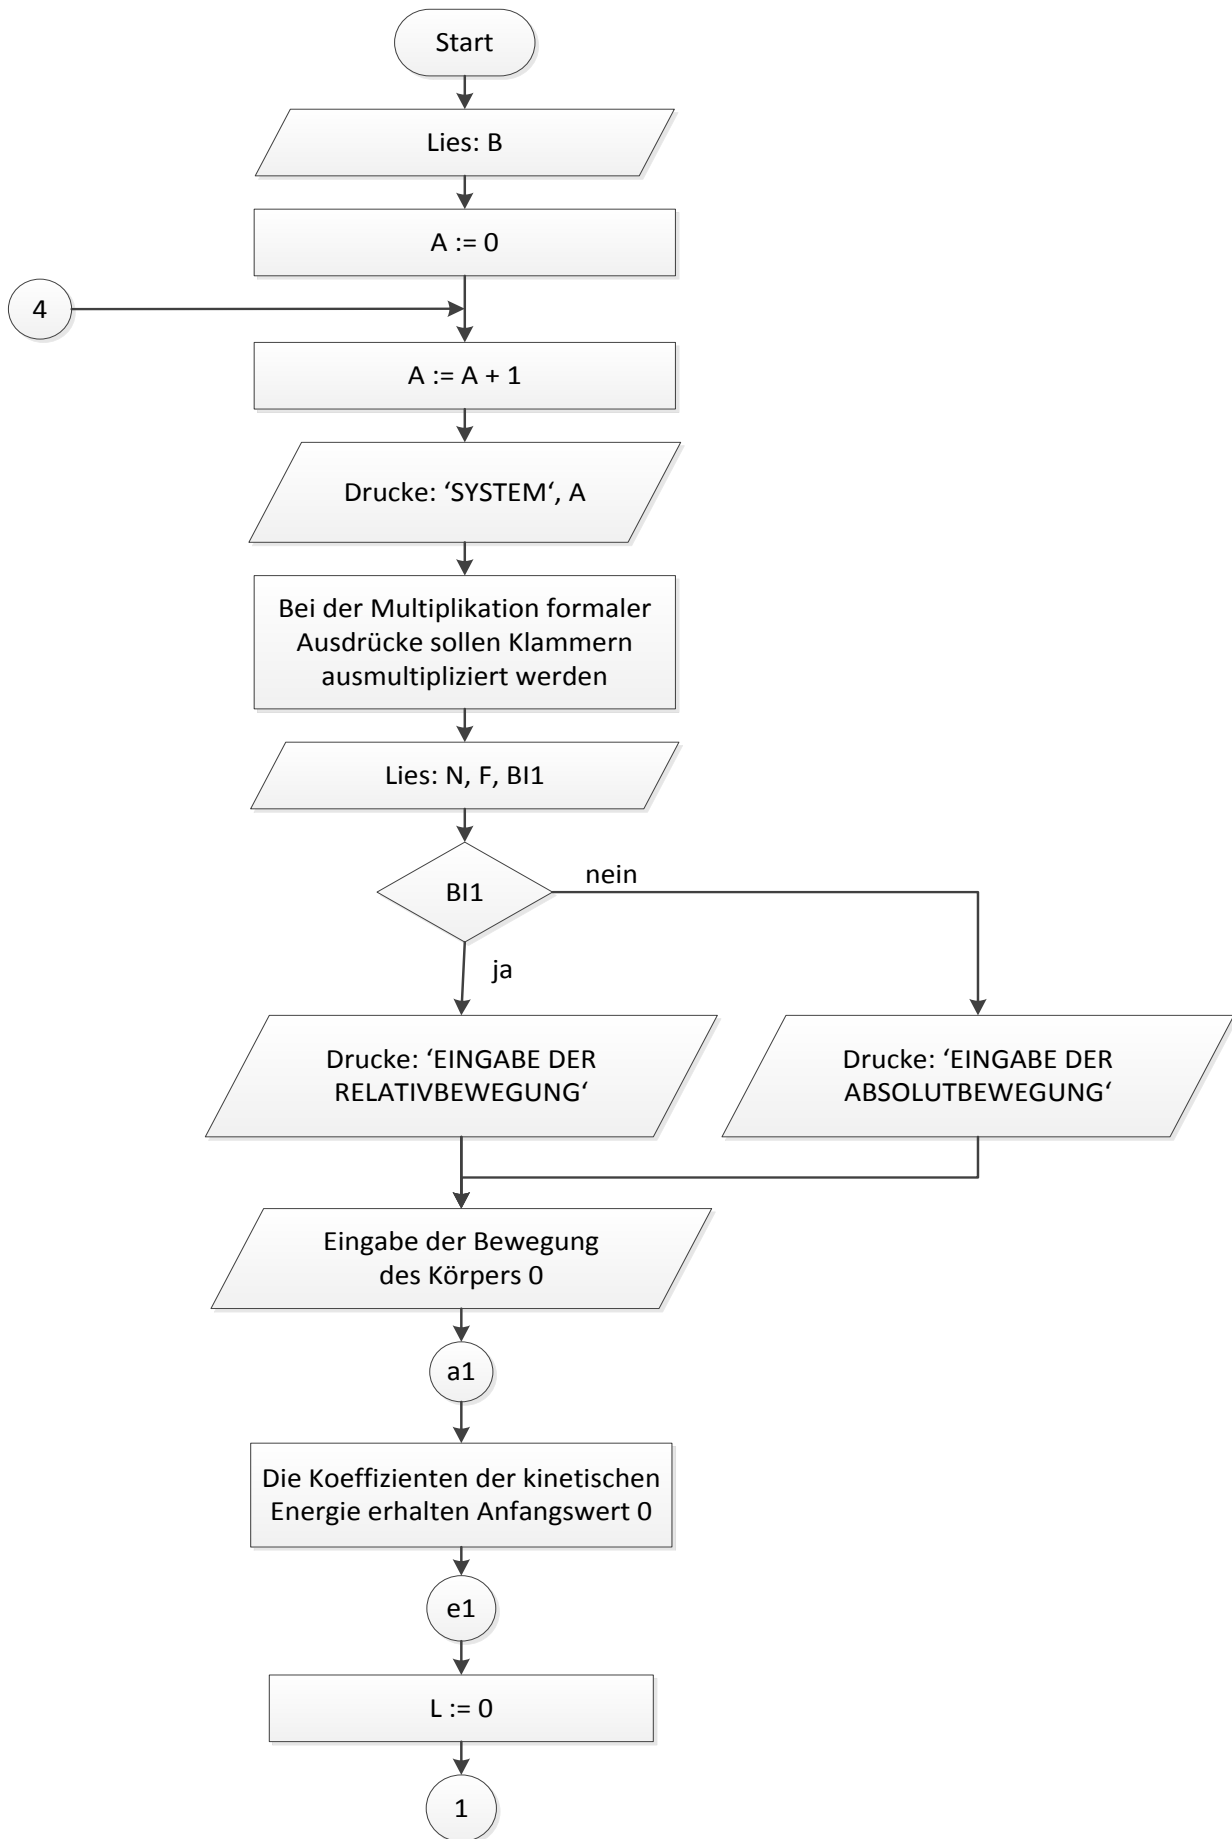 Start
Lies: B
A := 0
4
A := A + 1
Drucke: ‘SYSTEM‘, A
Bei der Multiplikation formaler
Ausdrücke sollen Klammern
ausmultipliziert werden
Lies: N, F, BI1
BI1
nein
ja
Drucke: ‘EINGABE DER
RELATIVBEWEGUNG‘
Drucke: ‘EINGABE DER
ABSOLUTBEWEGUNG‘
Eingabe der Bewegung
des Körpers 0
a1
Die Koeffizienten der kinetischen
Energie erhalten Anfangswert 0
e1
L := 0
1